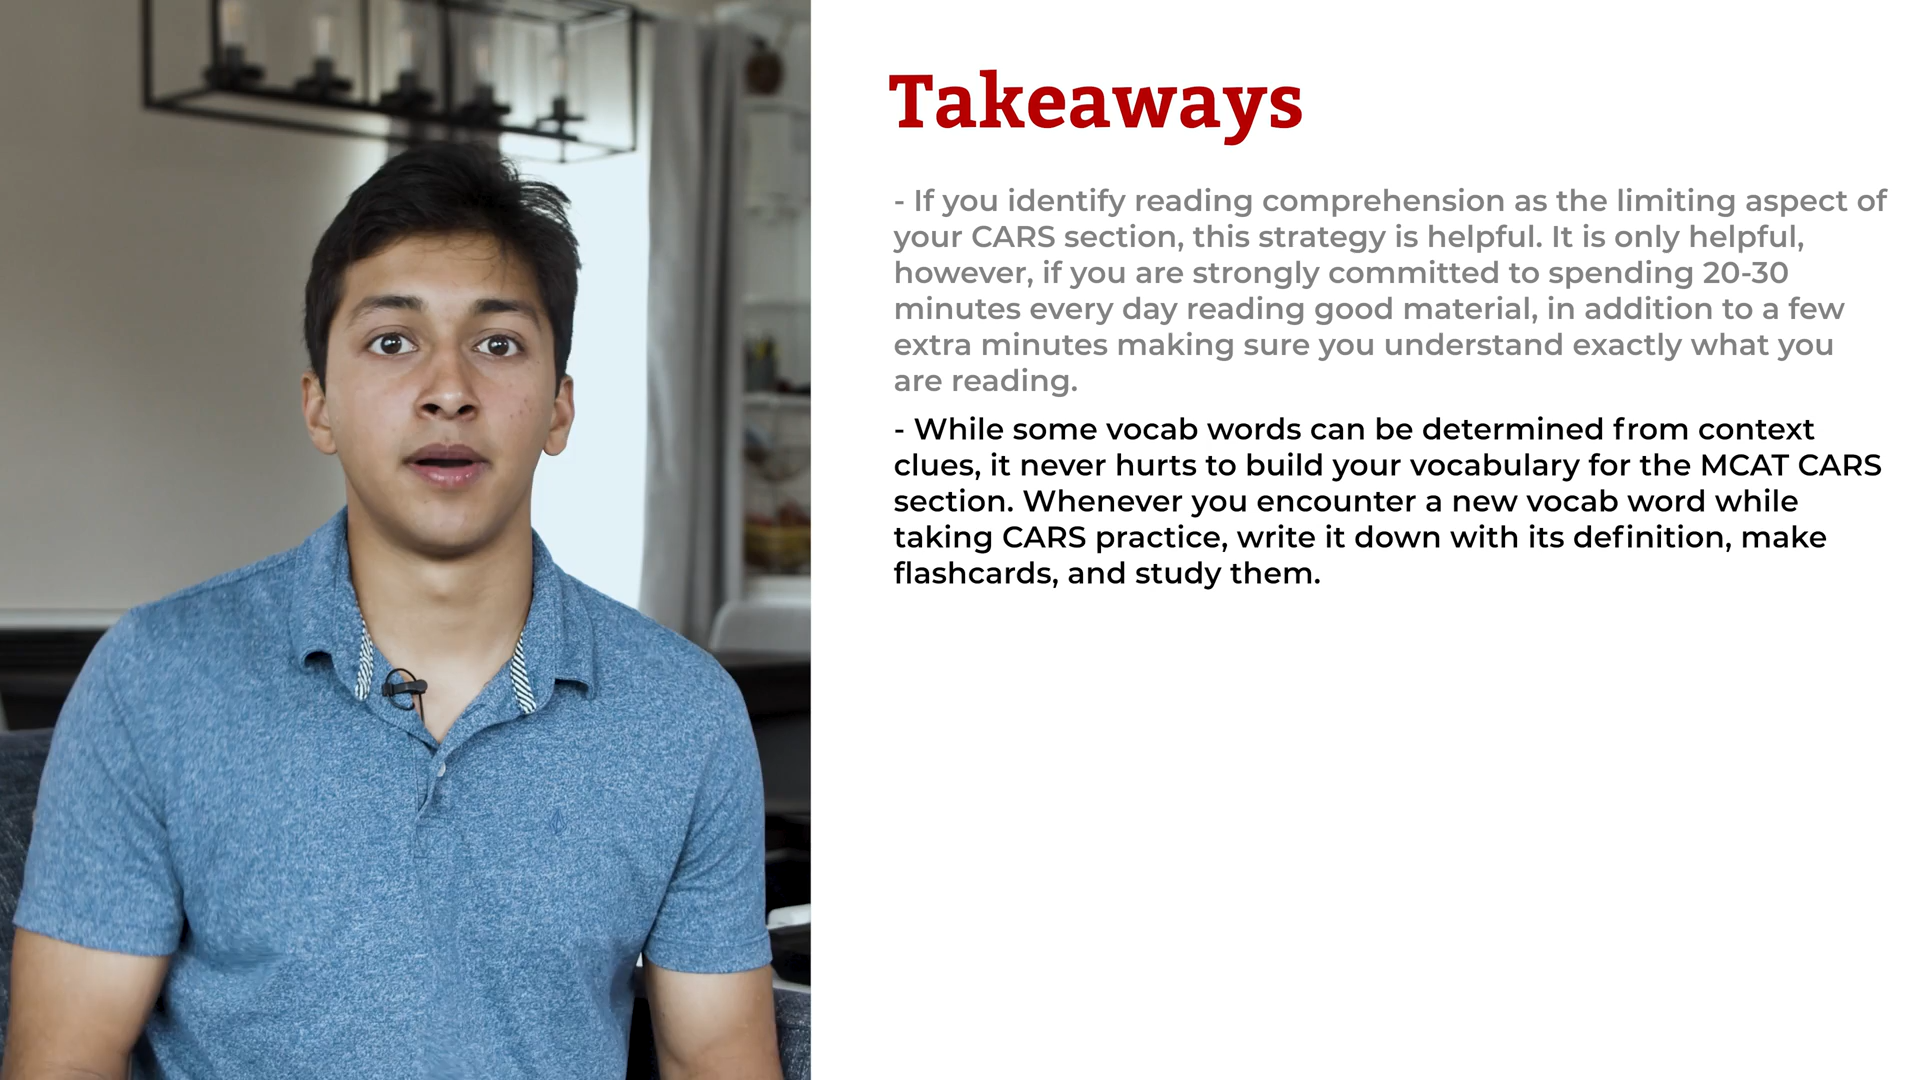 Takeaways
- If you identify reading comprehension as the limiting aspect of
your CARS section, this strategy is helpful. It is only helpful,
however, if you are strongly committed to spending 20-30
minutes every day reading good material, in addition to a few
extra minutes making sure you understand exactly what you
are reading.
- While some vocab words can be determined from context
clues, it never hurts to build your vocabulary for the MCAT CARS
section. Whenever you encounter a new vocab word while
taking CARS practice, write it down with its definition, make
flashcards, and study them.